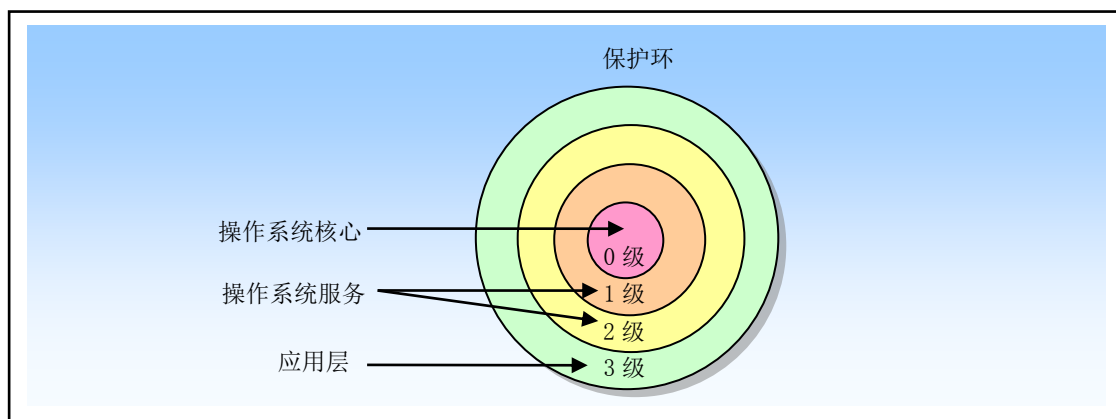 保护环
操作系统核心
0 级
操作系统服务
1 级
2 级
应用层
3 级